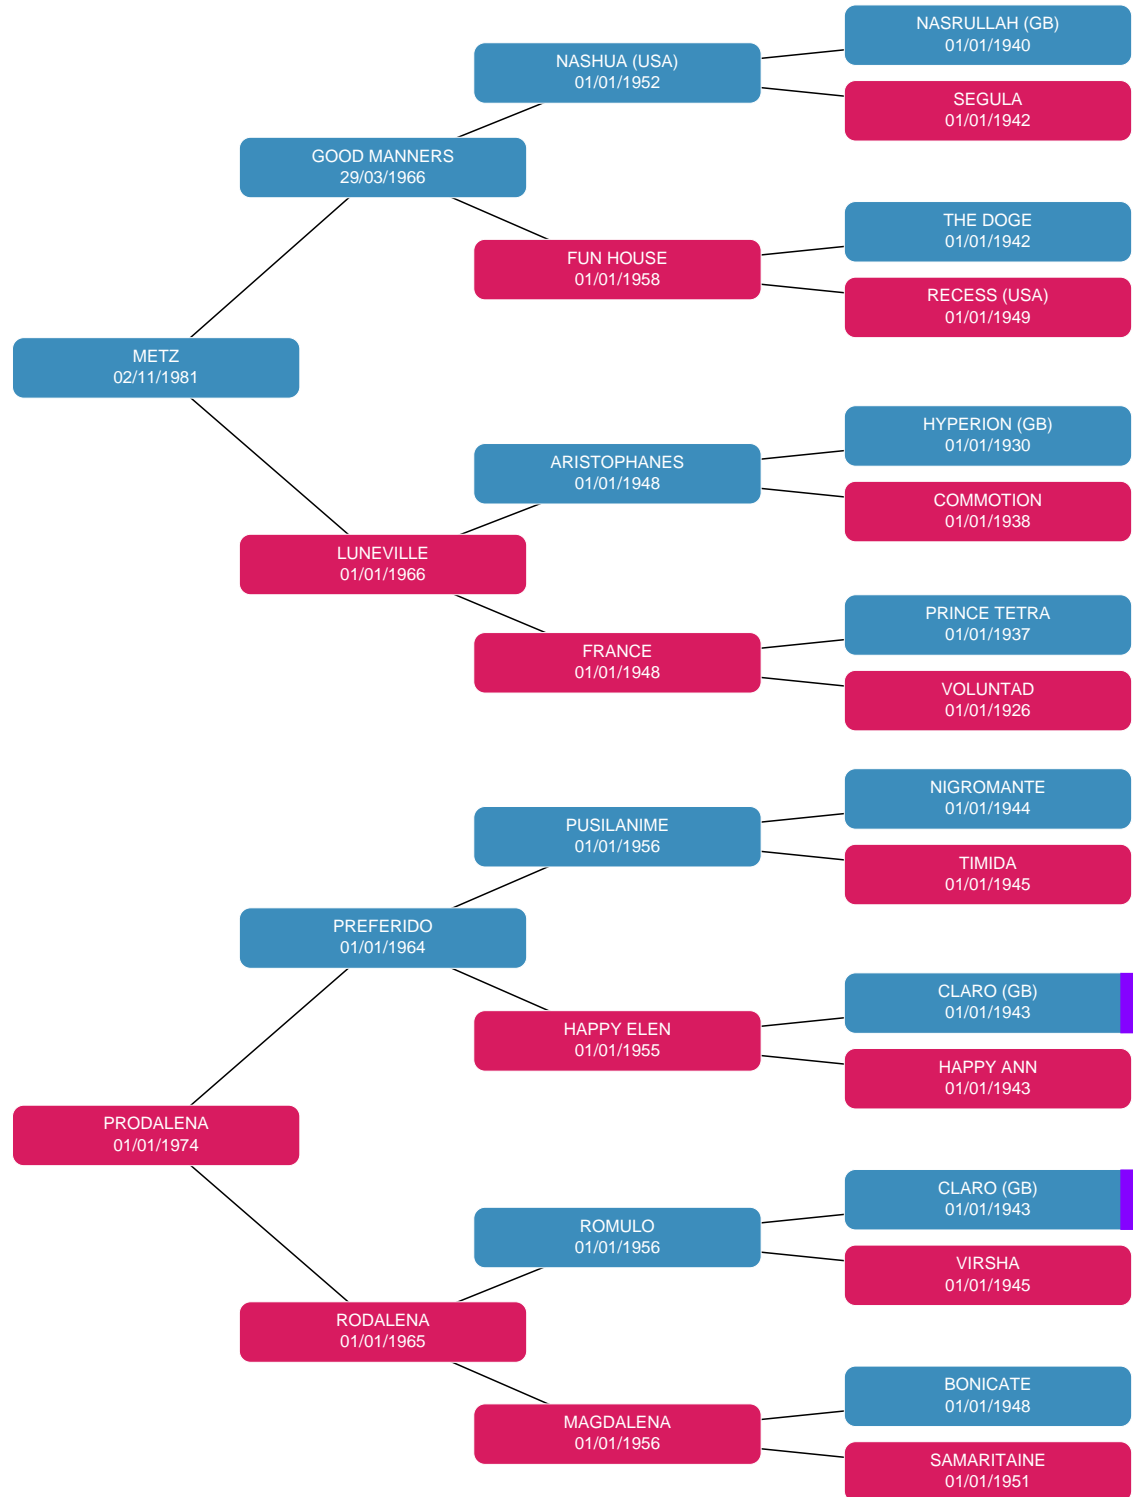 NASRULLAH (GB)
01/01/1940
NASHUA (USA)
01/01/1952
SEGULA
01/01/1942
GOOD MANNERS
29/03/1966
THE DOGE
01/01/1942
FUN HOUSE
01/01/1958
RECESS (USA)
01/01/1949
METZ
02/11/1981
HYPERION (GB)
01/01/1930
ARISTOPHANES
01/01/1948
COMMOTION
01/01/1938
LUNEVILLE
01/01/1966
PRINCE TETRA
01/01/1937
FRANCE
01/01/1948
VOLUNTAD
01/01/1926
NIGROMANTE
01/01/1944
PUSILANIME
01/01/1956
TIMIDA
01/01/1945
PREFERIDO
01/01/1964
CLARO (GB)
01/01/1943
HAPPY ELEN
01/01/1955
HAPPY ANN
01/01/1943
PRODALENA
01/01/1974
CLARO (GB)
01/01/1943
ROMULO
01/01/1956
VIRSHA
01/01/1945
RODALENA
01/01/1965
BONICATE
01/01/1948
MAGDALENA
01/01/1956
SAMARITAINE
01/01/1951